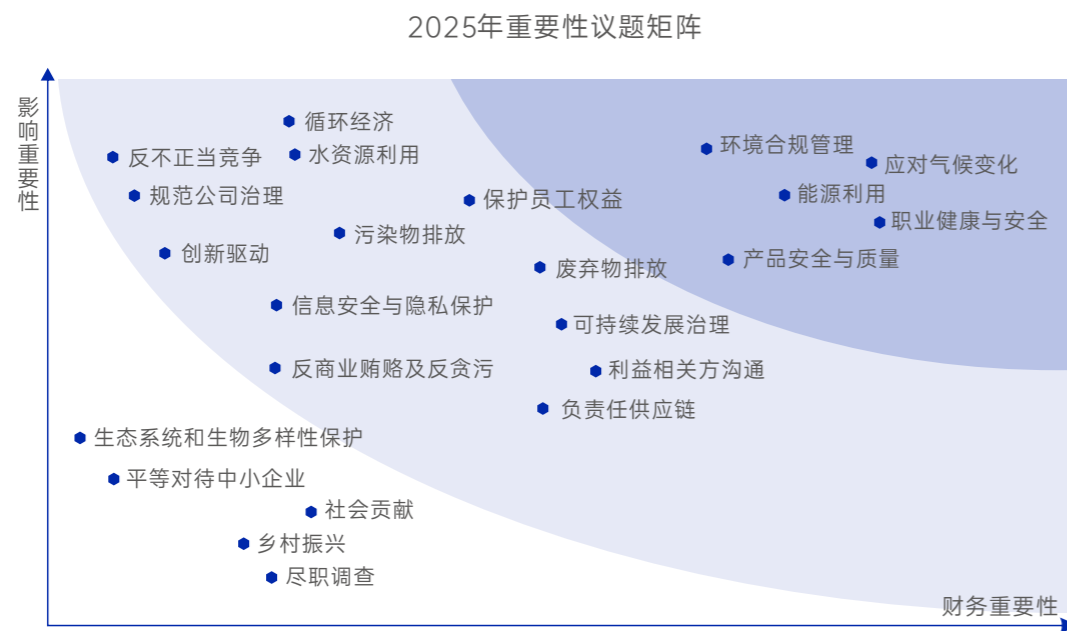 2025年重要性议题矩阵
影响重要性
循环经济
反不正当竞争
水资源利用
环境合规管理
应对气候变化
规范公司治理
保护员工权益
能源利用
职业健康与安全
污染物排放
创新驱动
废弃物排放
产品安全与质量
信息安全与隐私保护
可持续发展治理
反商业贿赂及反贪污
利益相关方沟通
负责任供应链
生态系统和生物多样性保护
平等对待中小企业
社会贡献
乡村振兴
尽职调查
财务重要性